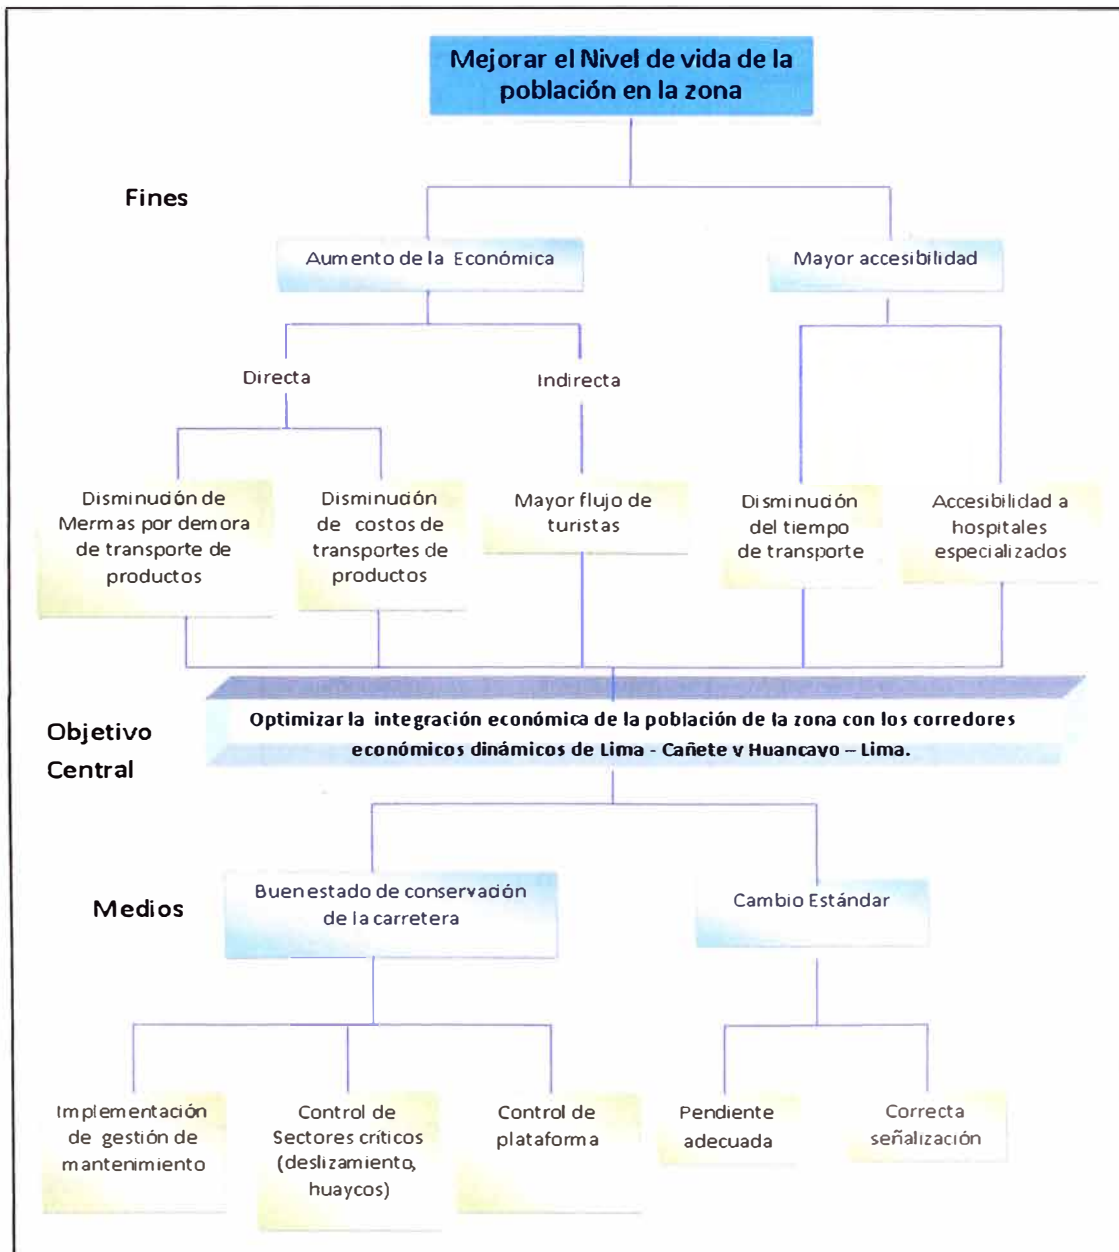 Mejorar el Nivel de vida de la
población en la zona
Fines
Aumento de la Económica
Mayor accesibilidad
Directa
Indirecta
Disminución de
Mermas por demora
de transporte de
productos
Disminución
de costos de
transportes de
productos
Mayor flujo de
turistas
Disminución
del tiempo
de transporte
Accesibilidad a
hospitales
especializados
Objetivo
Central
Optimizar la integración económica de la población de la zona con los corredores
económicos dinámicos de Lima - Cañete y Huancayo – Lima.
Medios
Buen estado de conservación
de la carretera
Cambio Estándar
Implementación
de gestión de
mantenimiento
Control de
Sectores críticos
(deslizamiento,
huaycos)
Control de
plataforma
Pendiente
adecuada
Correcta
señalización